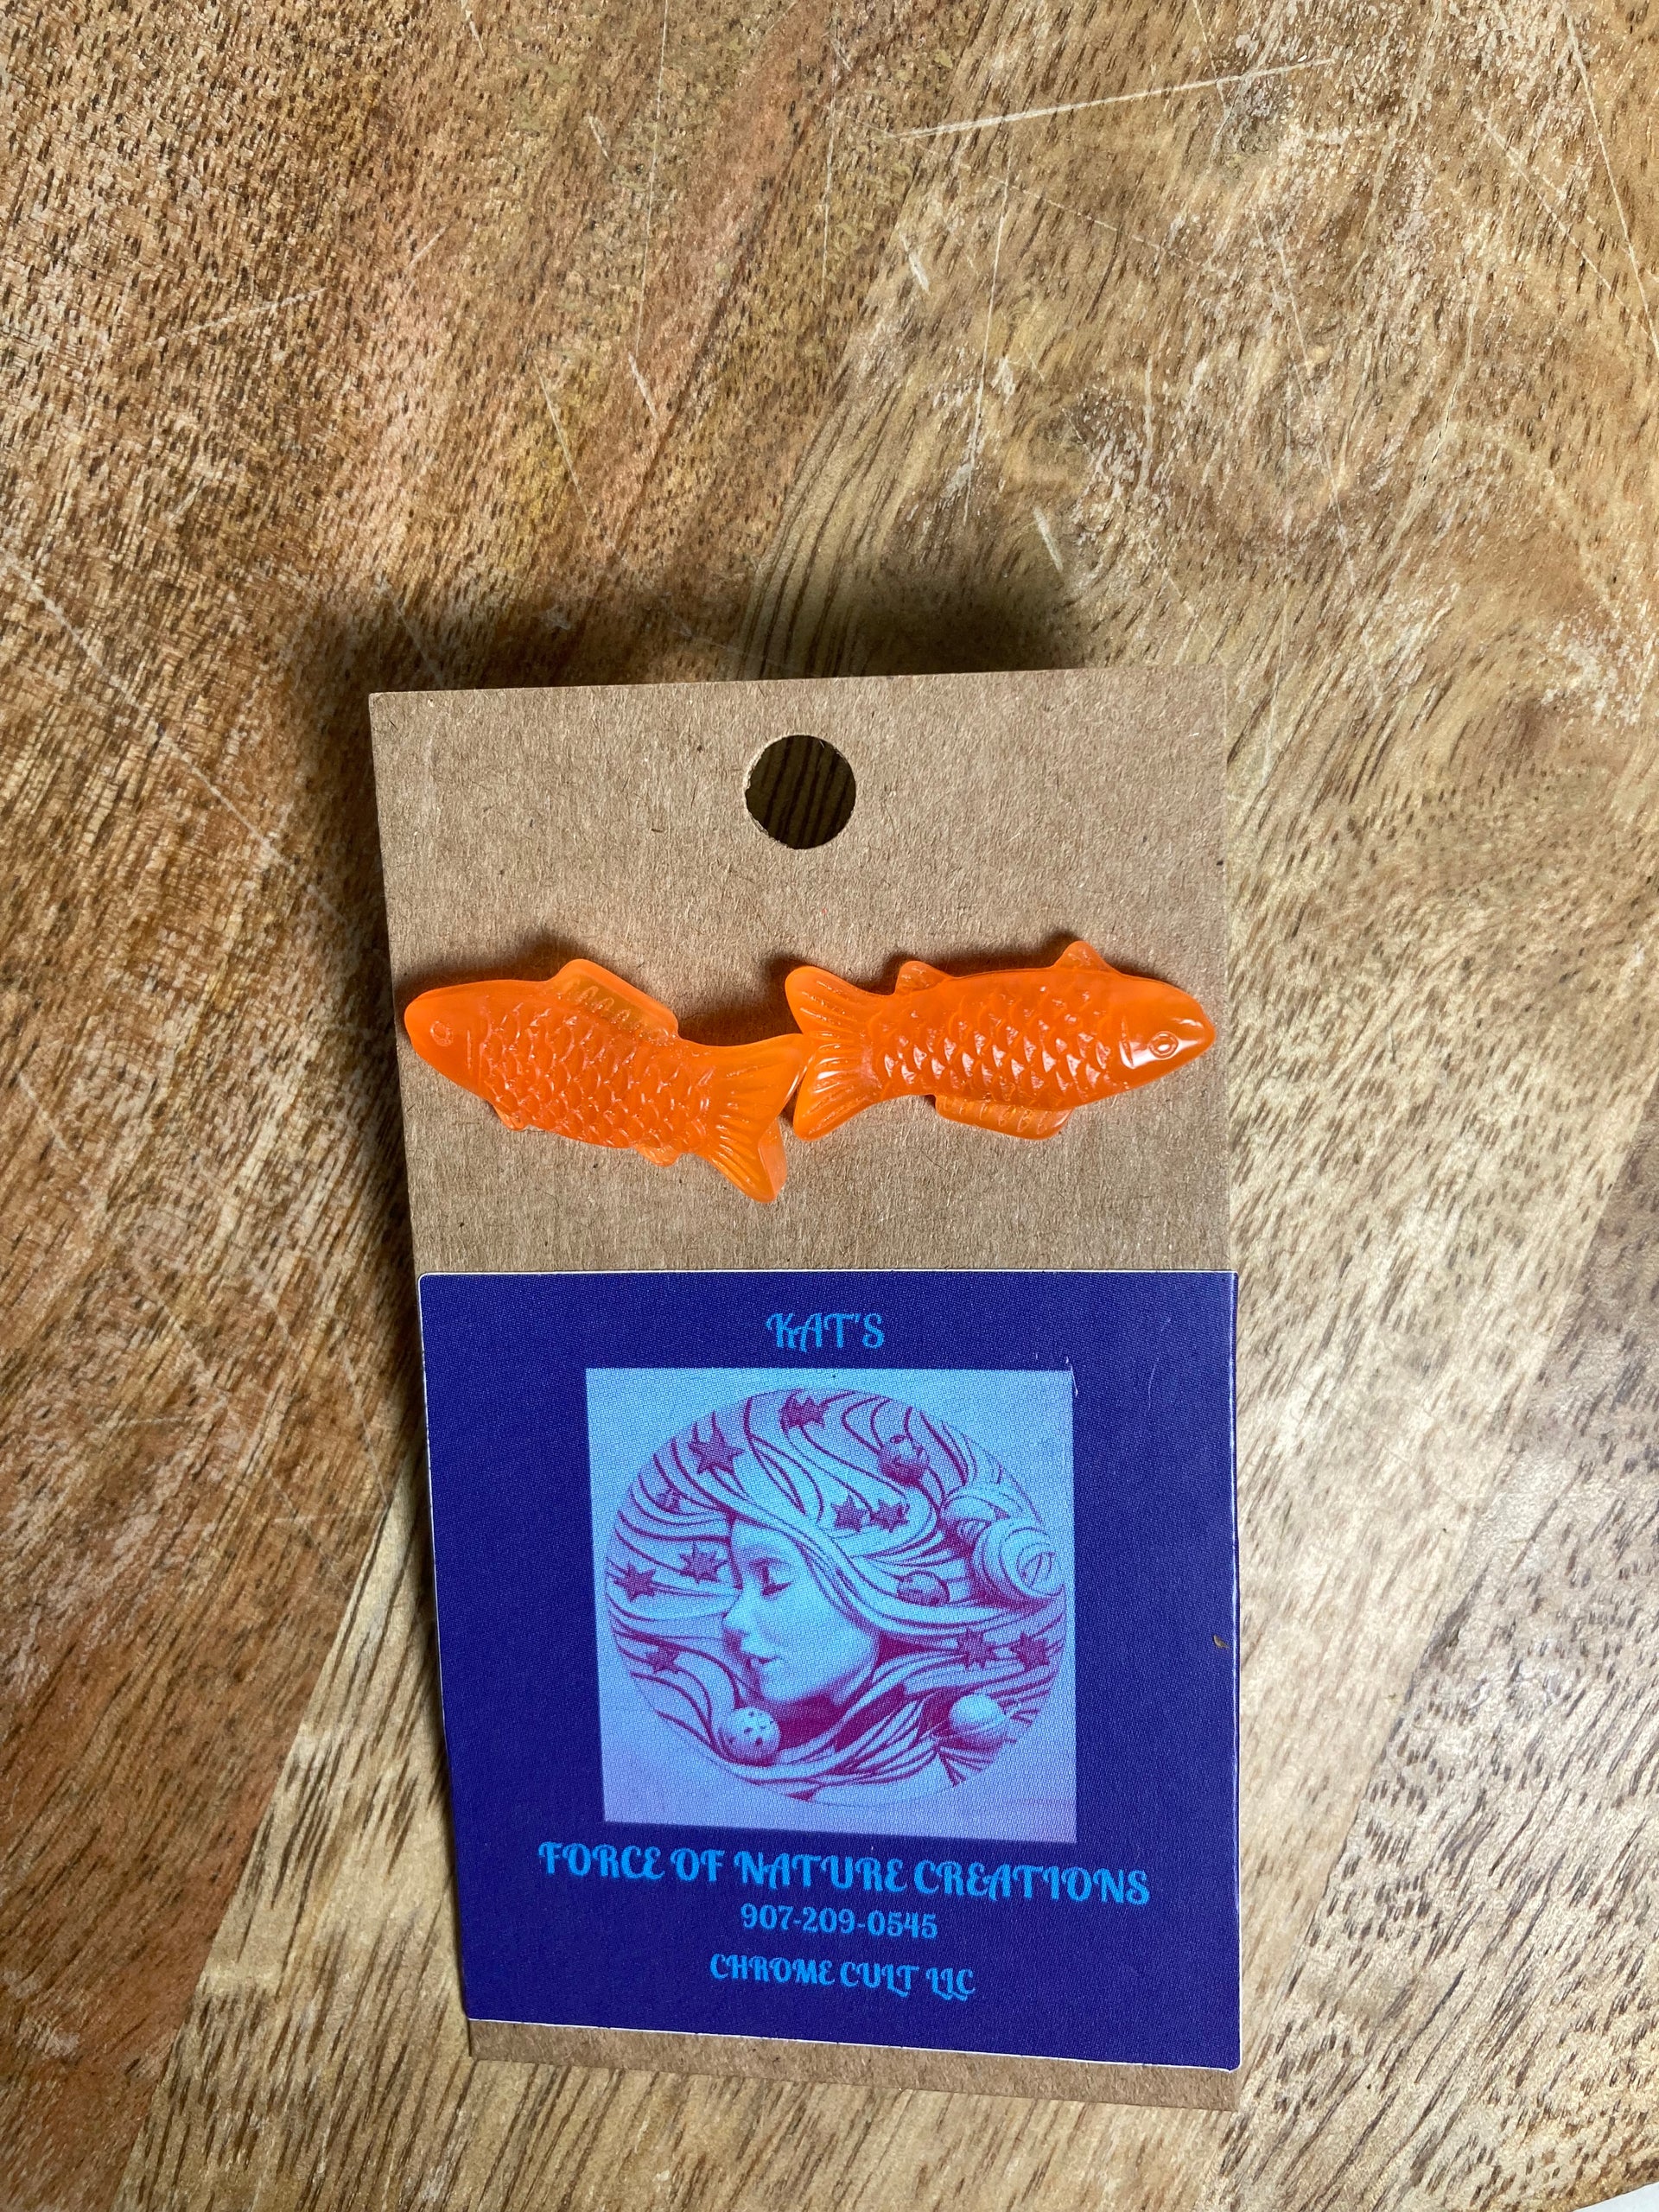 KAT'S
FORCE OF NATURE CREATIONS
907-209-0545
CHROME CULT LLC